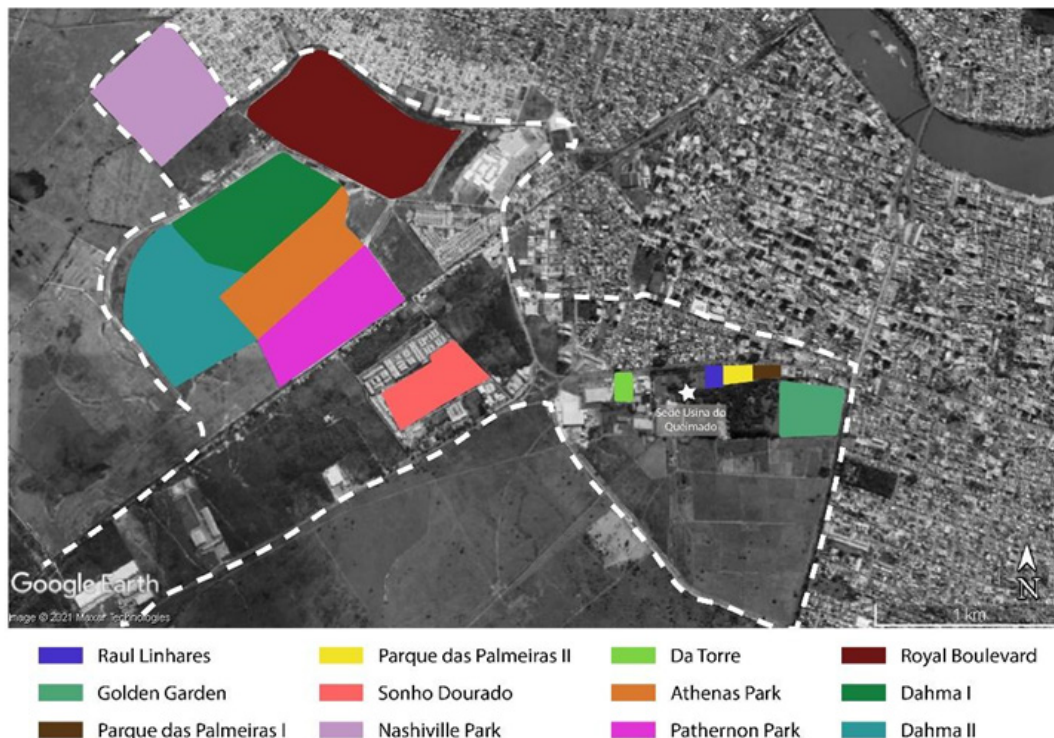 Sede Usina do
Queimado
Google Earth
Image © 2021 Maxar Technologies
N
1 km
Raul Linhares
Parque das Palmeiras II
Da Torre
Royal Boulevard
Golden Garden
Sonho Dourado
Athenas Park
Dahma I
Parque das Palmeiras I
Nashiville Park
Pathernon Park
Dahma II